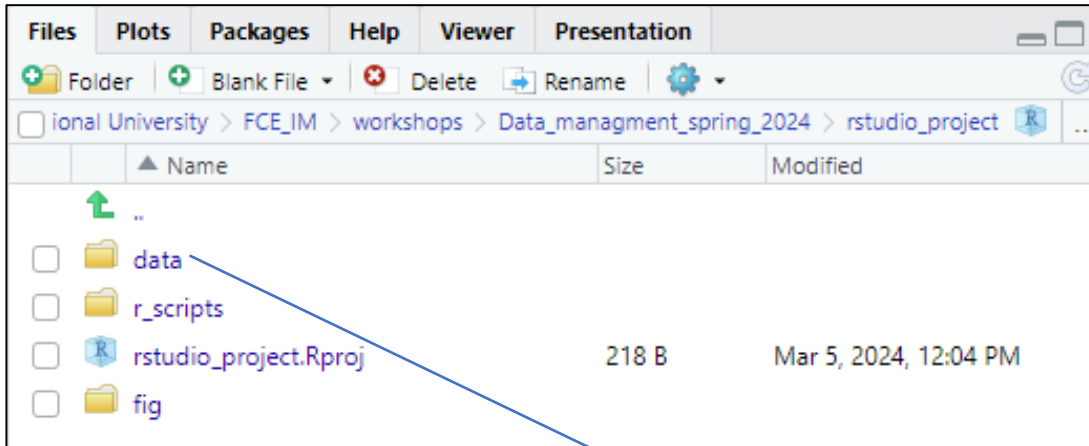 Files Plots Packages Help Viewer Presentation
Folder Blank File Delete Rename
ional University > FCE_IM > workshops > Data_managment_spring_2024 > rstudio_project R ...
Name Size Modified
..
data
r_scripts
R rstudio_project.Rproj 218 B Mar 5, 2024, 12:04 PM
fig